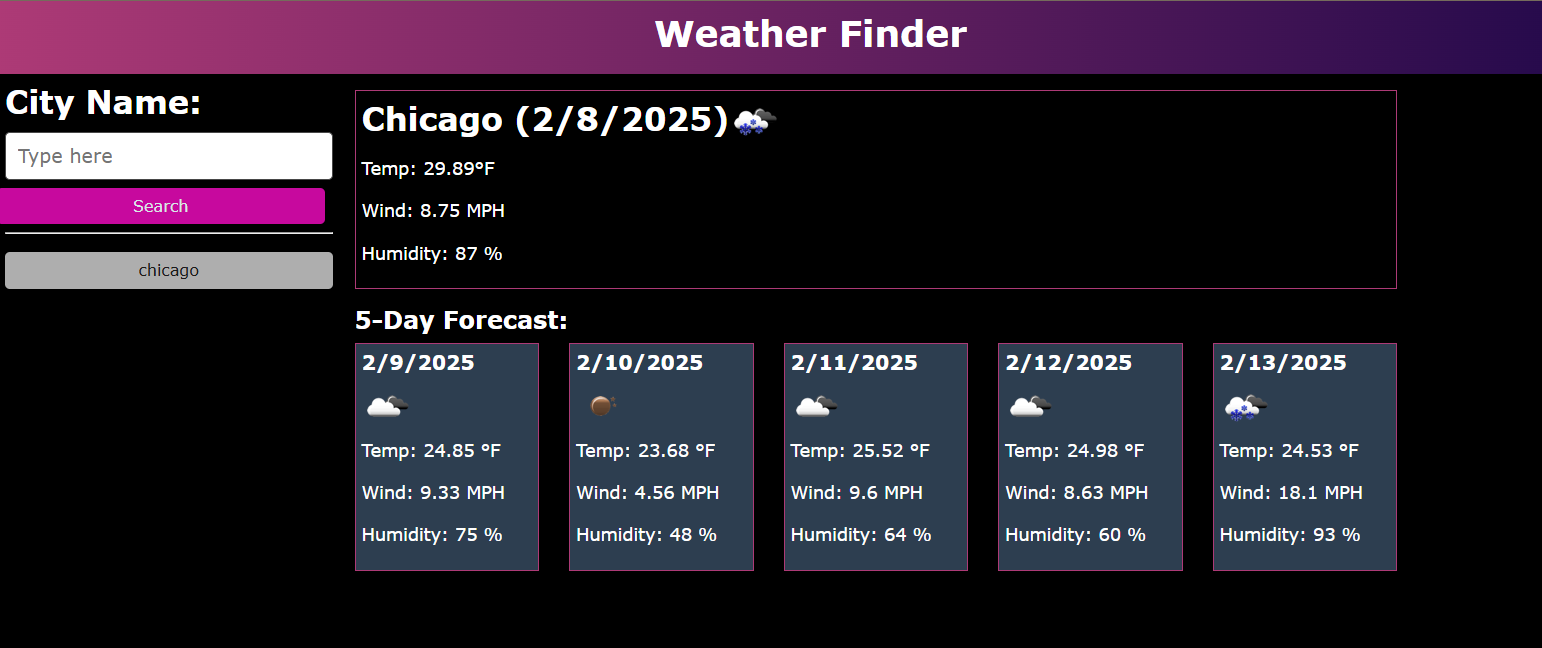 Weather Finder
City Name:
Type here
Search
chicago
Chicago (2/8/2025)
Temp: 29.89°F
Wind: 8.75 MPH
Humidity: 87 %
5-Day Forecast:
2/9/2025
Temp: 24.85 °F
Wind: 9.33 MPH
Humidity: 75 %
2/10/2025
Temp: 23.68 °F
Wind: 4.56 MPH
Humidity: 48 %
2/11/2025
Temp: 25.52 °F
Wind: 9.6 MPH
Humidity: 64 %
2/12/2025
Temp: 24.98 °F
Wind: 8.63 MPH
Humidity: 60 %
2/13/2025
Temp: 24.53 °F
Wind: 18.1 MPH
Humidity: 93 %